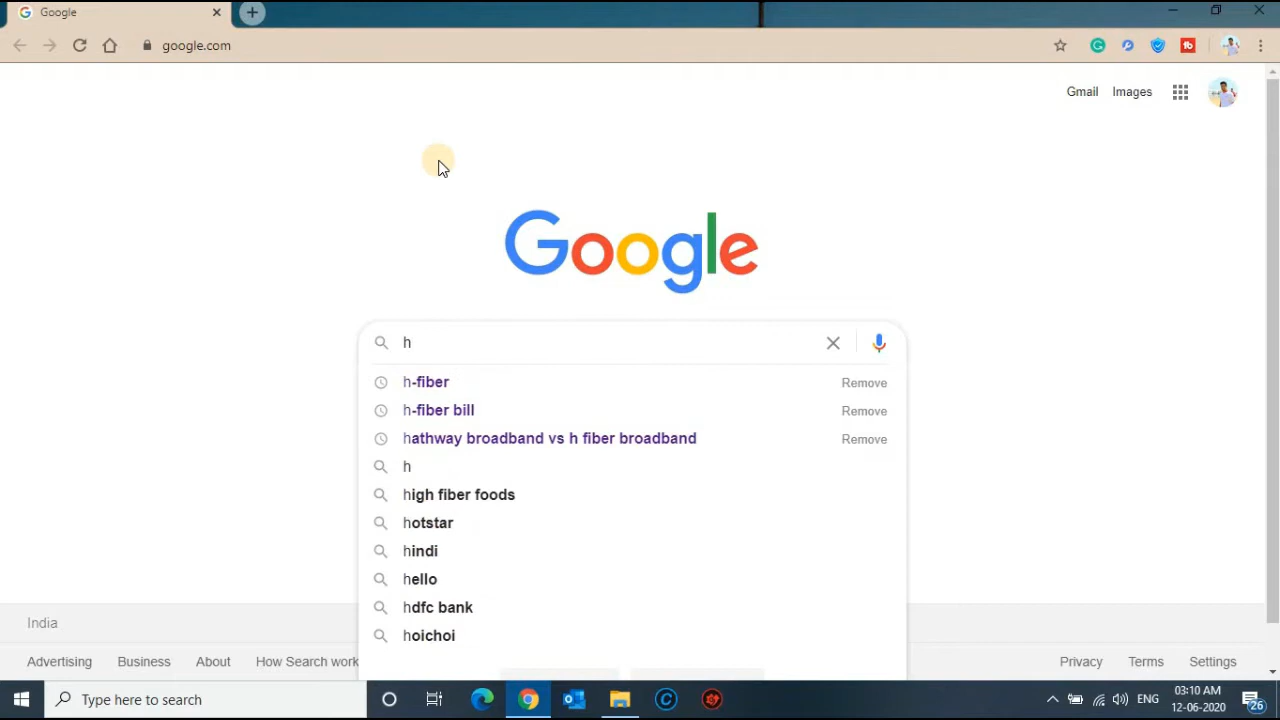 Google
google.com
Gmail Images
Google
h
h-fiber Remove
h-fiber bill Remove
hathway broadband vs h fiber broadband Remove
h
high fiber foods
hotstar
hindi
hello
hdfc bank
hoichoi
India
Advertising Business About How Search work Privacy Terms Settings
Type here to search
ENG
03:10 AM
12-06-2020
26